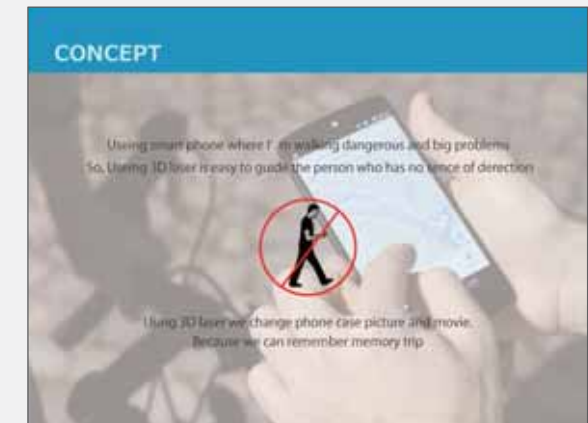 CONCEPT
Useing smart phone where I' .m walking dangerous and big problems
So, Useing 3D laser is easy to guide the person who has no sence of derection
Using 3D laser we change phone case picture and movie.
Because we can remember memory trip